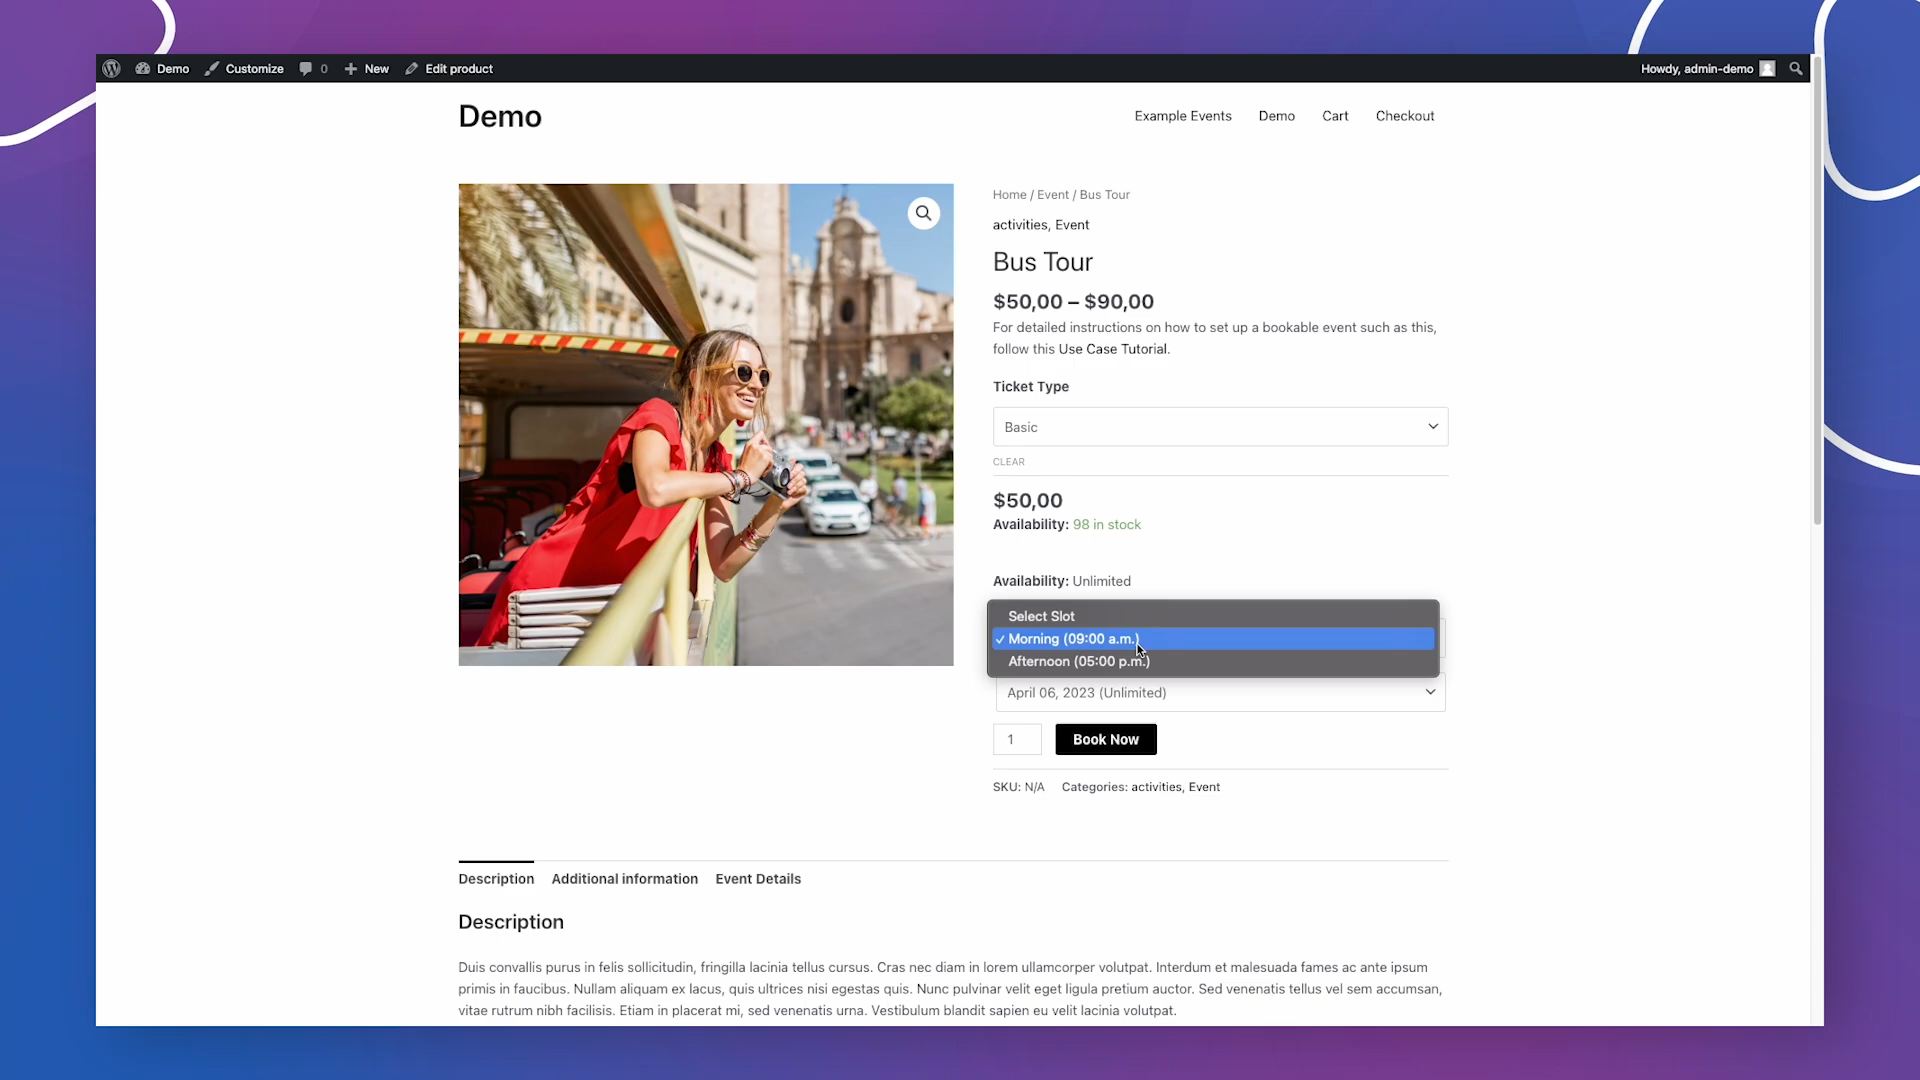 Demo Customize 0 New Edit product Howdy, admin-demo
Demo
Example Events Demo Cart Checkout
Home / Event / Bus Tour
activities, Event
Bus Tour
$50,00 – $90,00
For detailed instructions on how to set up a bookable event such as this,
follow this Use Case Tutorial.
Ticket Type
Basic
CLEAR
$50,00
Availability: 98 in stock
Availability: Unlimited
Select Slot
✓ Morning (09:00 a.m.)
Afternoon (05:00 p.m.)
April 06, 2023 (Unlimited)
1 Book Now
SKU: N/A Categories: activities, Event
Description Additional information Event Details
Description
Duis convallis purus in felis sollicitudin, fringilla lacinia tellus cursus. Cras nec diam in lorem ullamcorper volutpat. Interdum et malesuada fames ac ante ipsum
primis in faucibus. Nullam aliquam ex lacus, quis ultrices nisi egestas quis. Nunc pulvinar velit eget ligula pretium auctor. Sed venenatis tellus vel sem accumsan,
vitae rutrum nibh facilisis. Etiam in placerat mi, sed venenatis urna. Vestibulum blandit sapien eu velit lacinia volutpat.